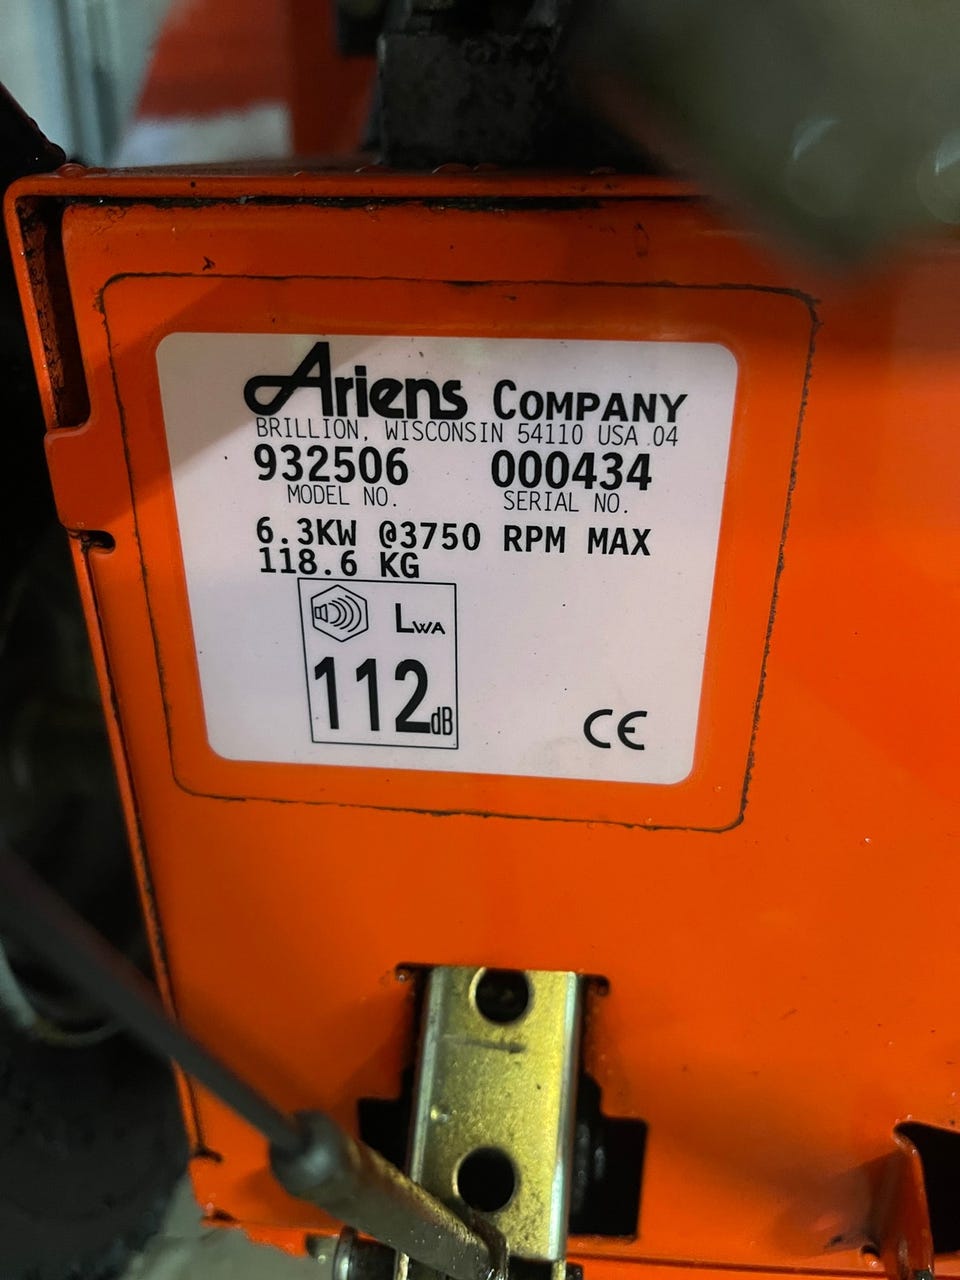 Ariens COMPANY
BRILLION, WISCONSIN 54110 USA 04
932506 000434
MODEL NO. SERIAL NO.
6.3KW @3750 RPM MAX
118.6 KG
LWA
112dB
CE